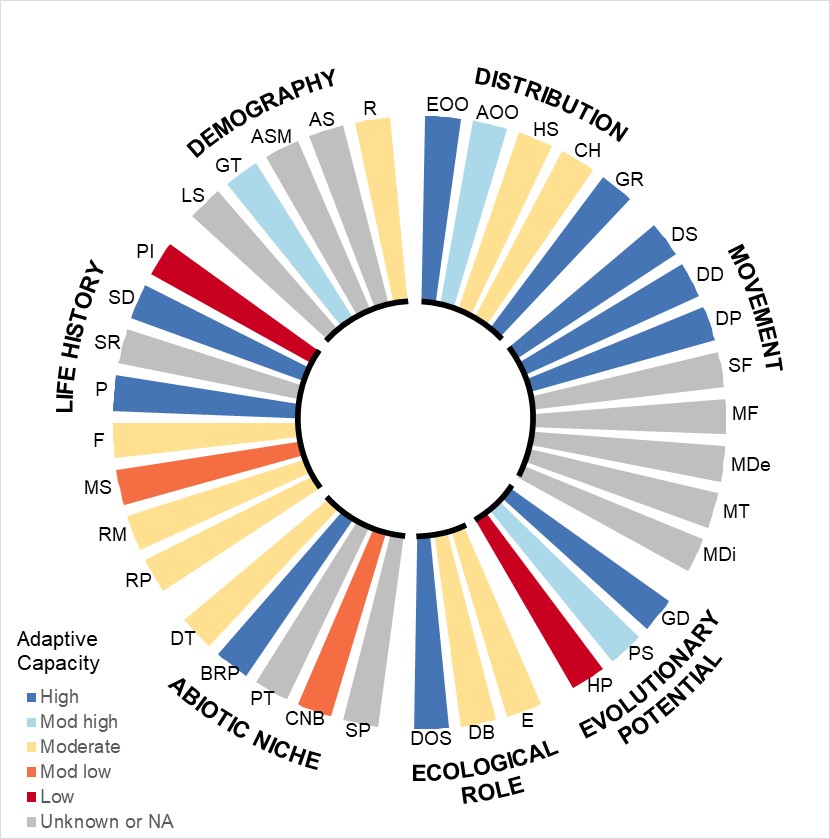 DISTRIBUTION
EOO
AOO
HS
CH
GR
MOVEMENT
DS
DD
DP
SF
MF
MDe
MT
MDi
EVOLUTIONARY
POTENTIAL
GD
PS
HP
ECOLOGICAL
ROLE
E
DB
DOS
ABIOTIC NICHE
SP
CNB
PT
BRP
DT
LIFE HISTORY
RP
RM
MS
F
P
SR
SD
PI
DEMOGRAPHY
LS
GT
ASM
AS
R
Adaptive
Capacity
High
Mod high
Moderate
Mod low
Low
Unknown or NA